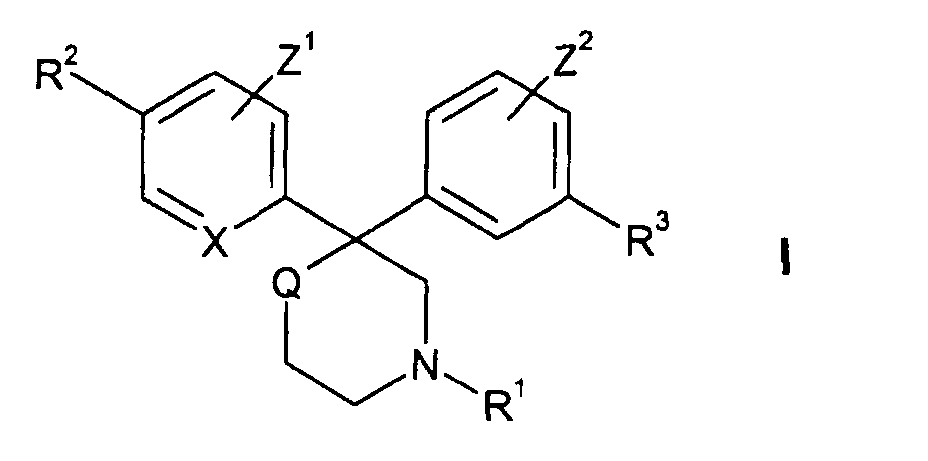 R² Z¹ Z²
X R³ I
Q
N
R¹